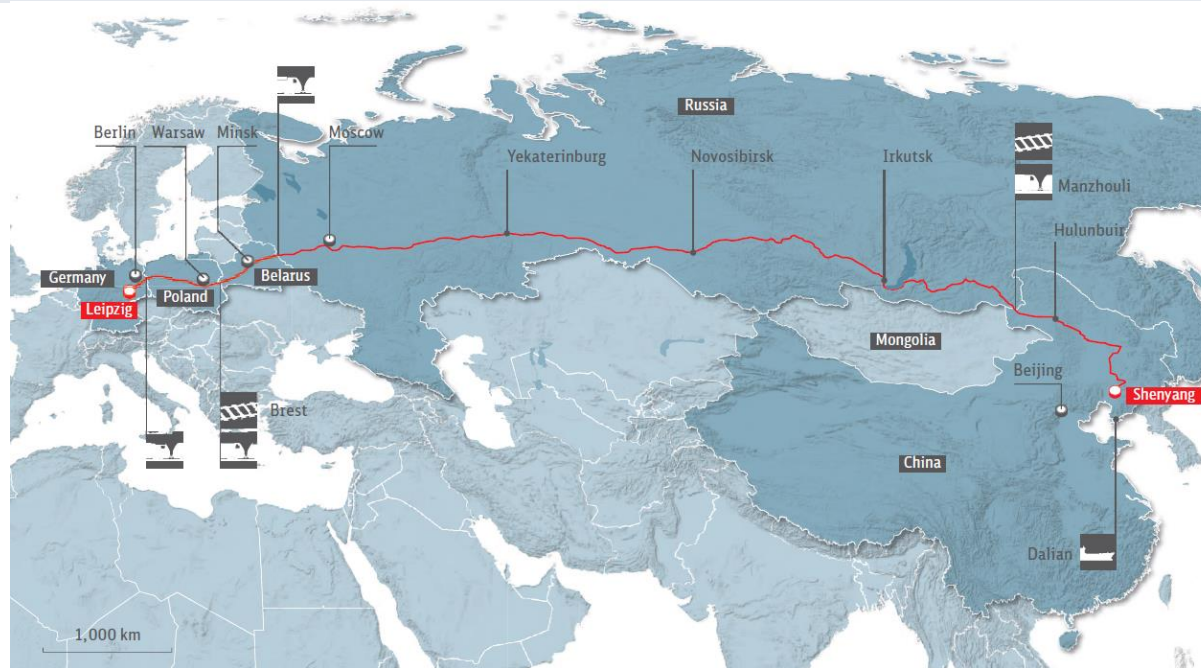 Russia
Berlin
Warsaw
Minsk
Moscow
Yekaterinburg
Novosibirsk
Irkutsk
Manzhouli
Hulunbuir
Germany
Leipzig
Poland
Belarus
Mongolia
Beijing
Shenyang
Brest
China
Dalian
1,000 km